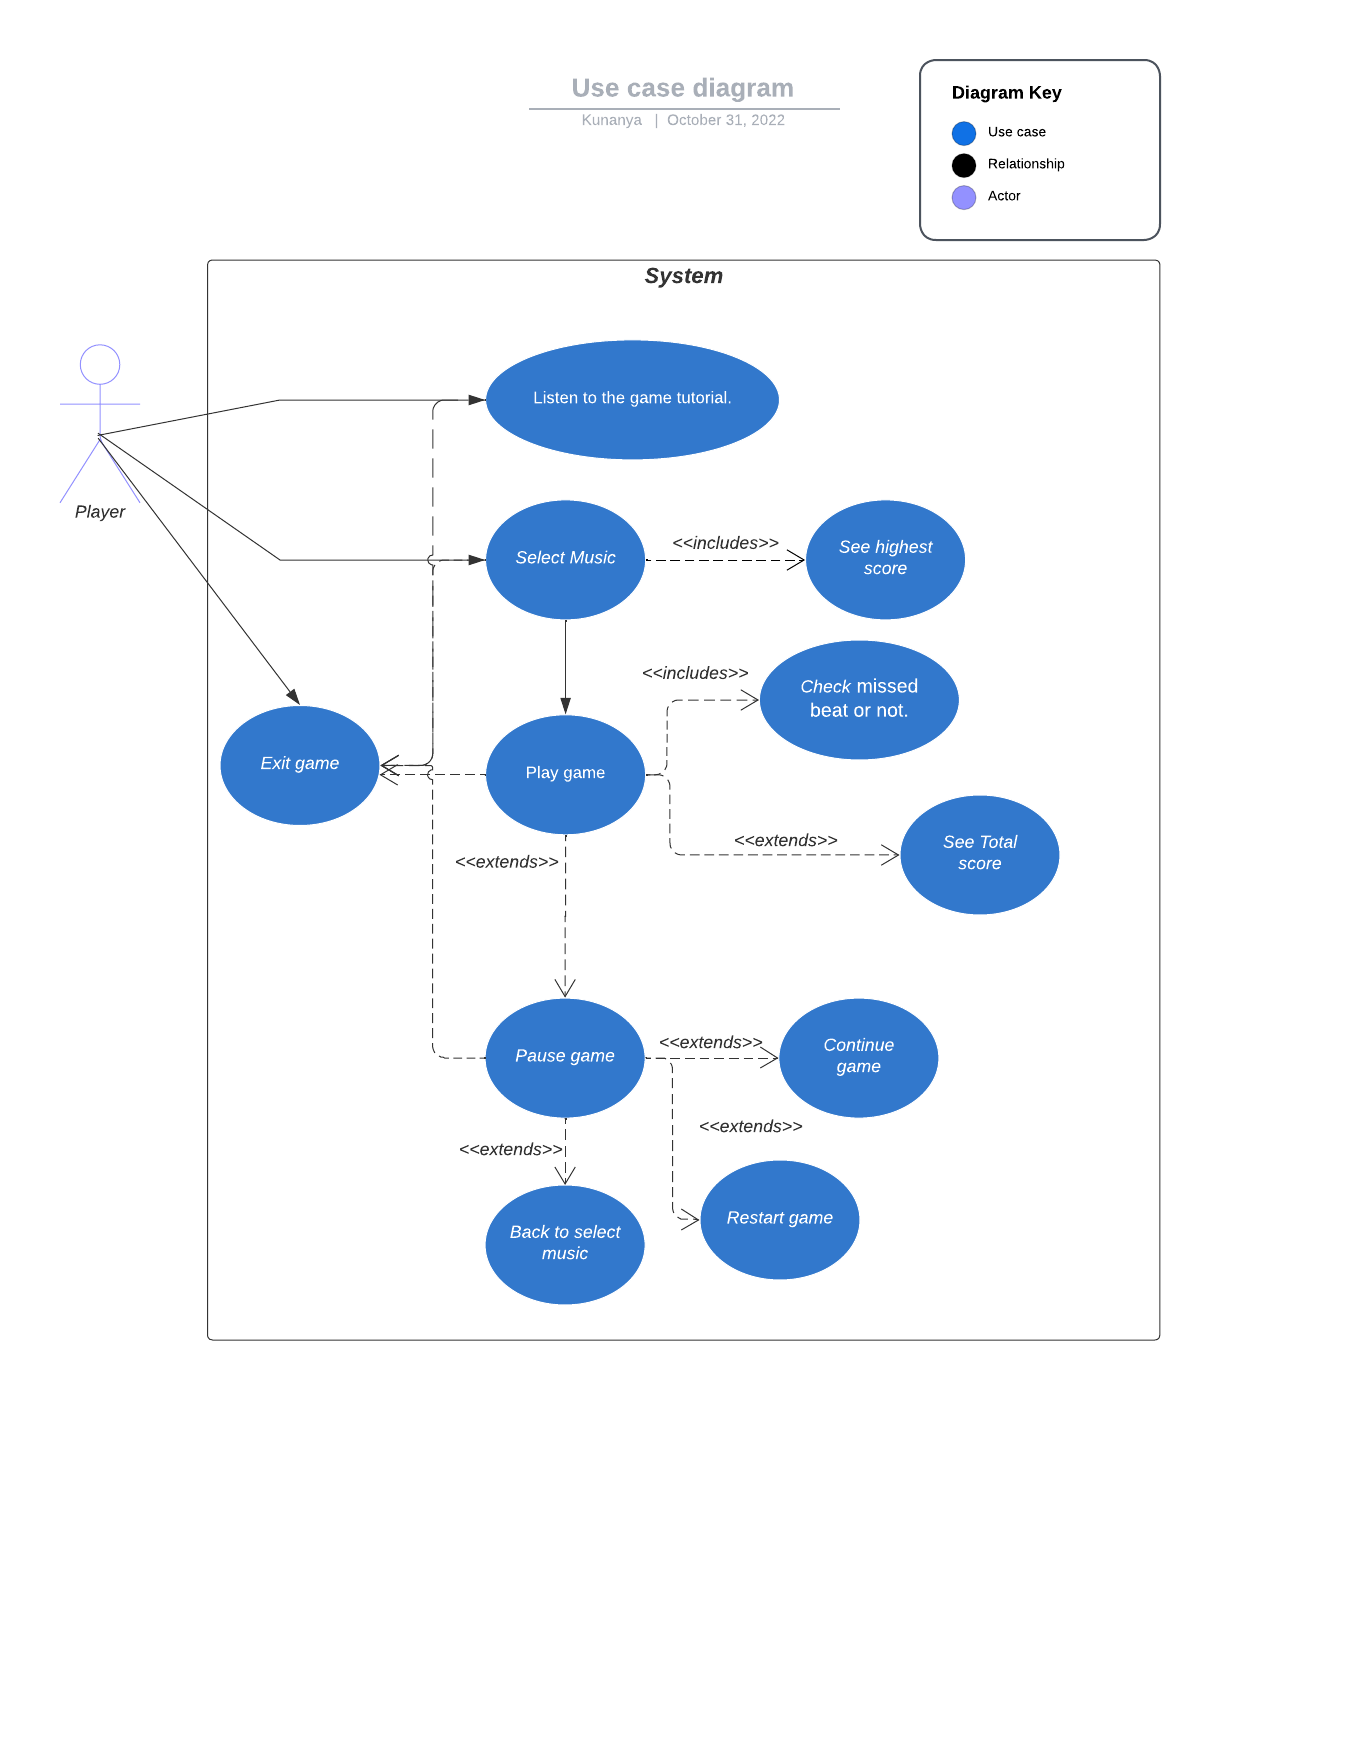 Use case diagram
Kunanya | October 31, 2022
Diagram Key
Use case
Relationship
Actor
System
Player
Listen to the game tutorial.
Select Music
<<includes>>
See highest
score
<<includes>>
Check missed
beat or not.
Exit game
Play game
<<extends>>
See Total
score
<<extends>>
Pause game
<<extends>>
Continue
game
<<extends>>
<<extends>>
Restart game
Back to select
music